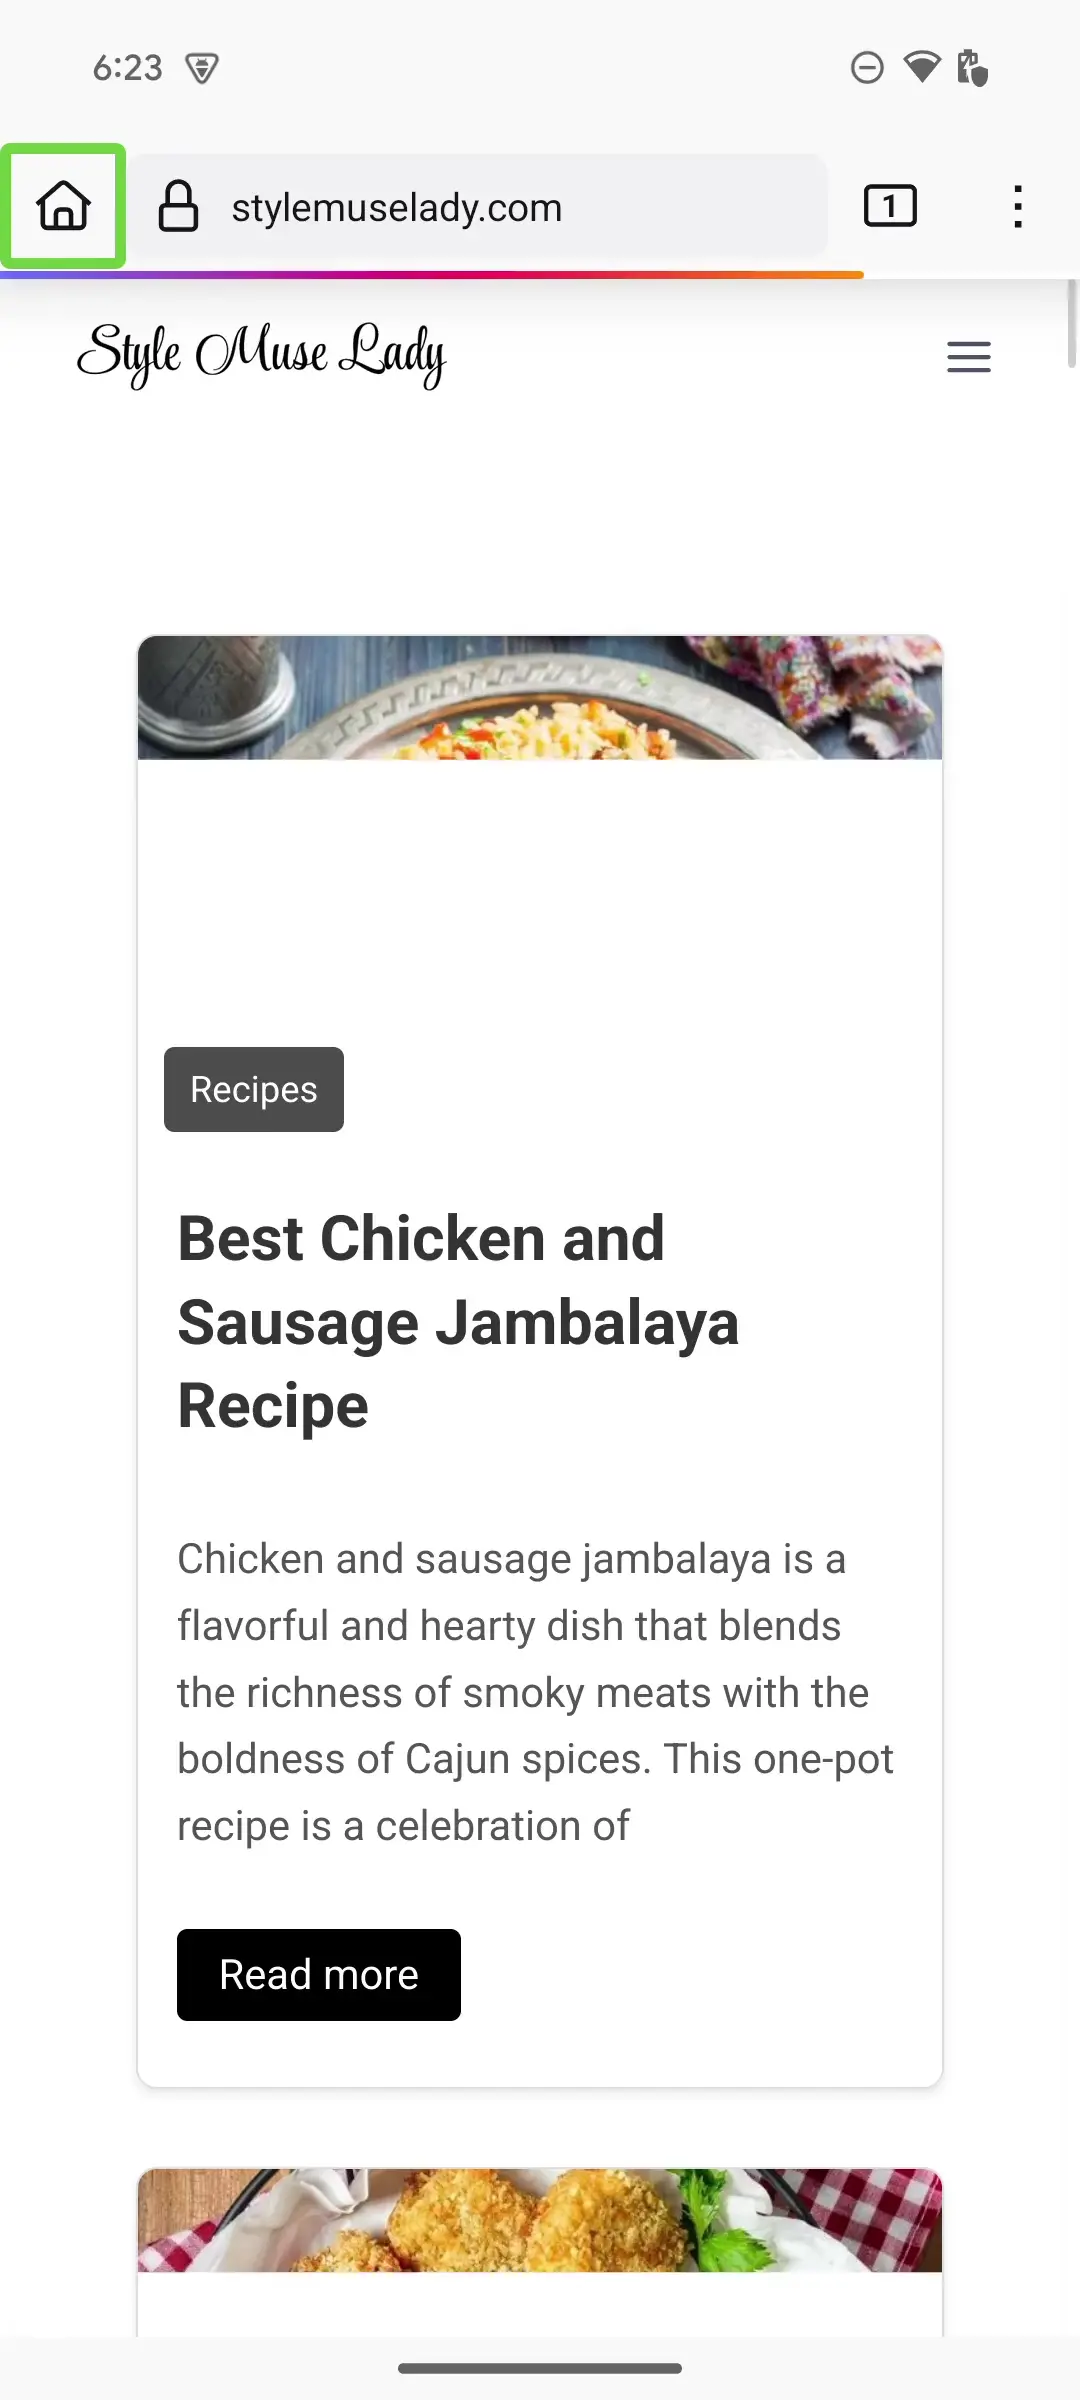 6:23
stylemuselady.com
1
Style Muse Lady
Recipes
Best Chicken and
Sausage Jambalaya
Recipe
Chicken and sausage jambalaya is a
flavorful and hearty dish that blends
the richness of smoky meats with the
boldness of Cajun spices. This one-pot
recipe is a celebration of
Read more